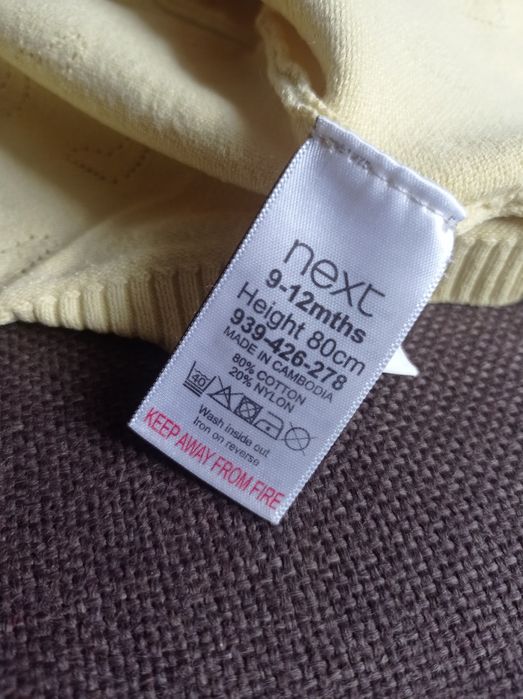 next
9-12mths
Height 80cm
939-426-278
MADE IN CAMBODIA
80% COTTON
20% NYLON
40
Wash inside out
Iron on reverse
KEEP AWAY FROM FIRE